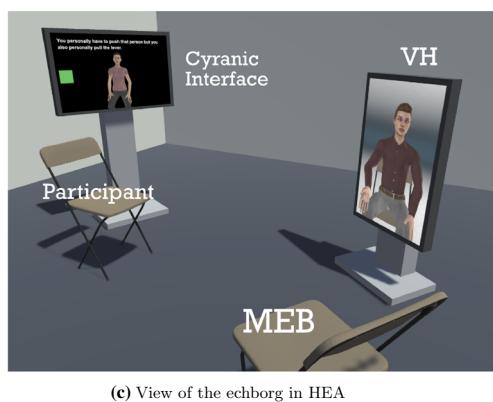 You personally have to push that person but you
also personally pull the lever.
Cyranic
Interface
VH
Participant
MEB
(c) View of the echborg in HEA